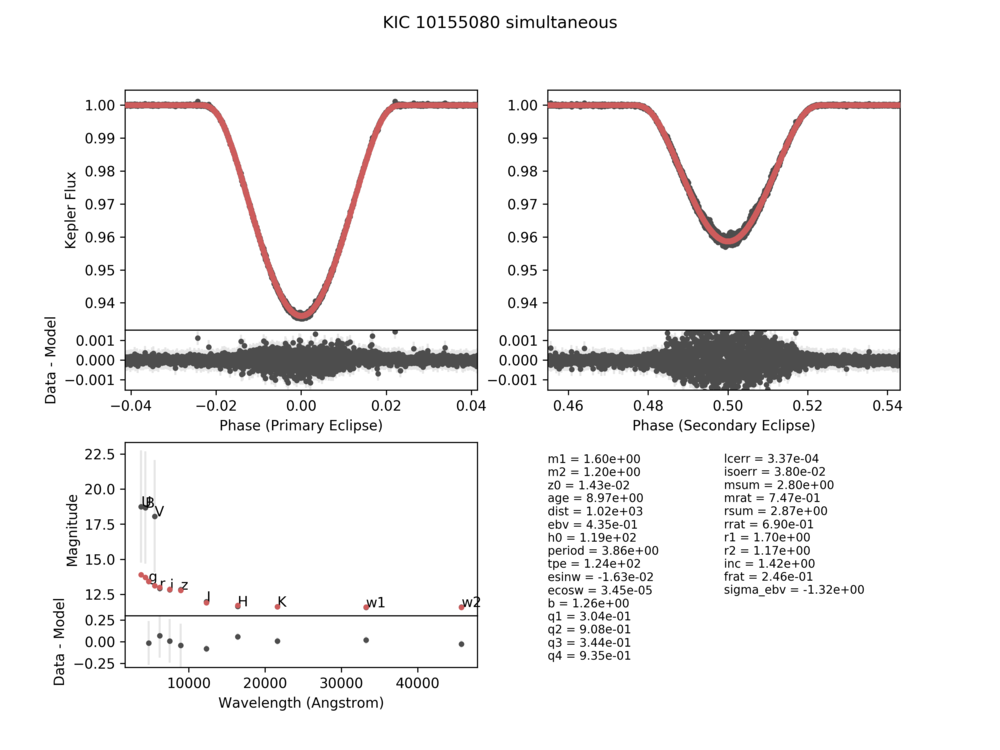 KIC 10155080 simultaneous
1.00
0.99
0.98
0.97
0.96
0.95
0.94
Kepler Flux
0.001
0.000
−0.001
Data - Model
−0.04 −0.02 0.00 0.02 0.04
Phase (Primary Eclipse)
1.00
0.99
0.98
0.97
0.96
0.95
0.94
0.001
0.000
−0.001
0.46 0.48 0.50 0.52 0.54
Phase (Secondary Eclipse)
22.5
20.0
17.5
15.0
12.5
Magnitude
U B V g r i z J H K w1 w2
0.25
0.00
−0.25
Data - Model
10000 20000 30000 40000
Wavelength (Angstrom)
m1 = 1.60e+00
m2 = 1.20e+00
z0 = 1.43e-02
age = 8.97e+00
dist = 1.02e+03
ebv = 4.35e-01
h0 = 1.19e+02
period = 3.86e+00
tpe = 1.24e+02
esinw = -1.63e-02
ecosw = 3.45e-05
b = 1.26e+00
q1 = 3.04e-01
q2 = 9.08e-01
q3 = 3.44e-01
q4 = 9.35e-01
lcerr = 3.37e-04
isoerr = 3.80e-02
msum = 2.80e+00
mrat = 7.47e-01
rsum = 2.87e+00
rrat = 6.90e-01
r1 = 1.70e+00
r2 = 1.17e+00
inc = 1.42e+00
frat = 2.46e-01
sigma_ebv = -1.32e+00